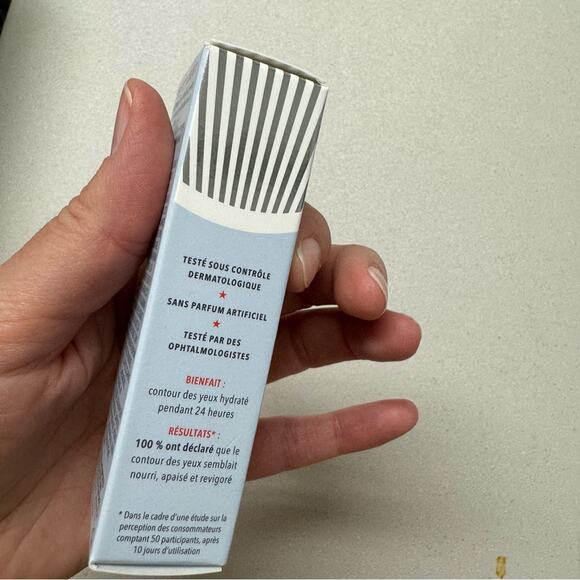 TESTÉ SOUS CONTRÔLE
DERMATOLOGIQUE
SANS PARFUM ARTIFICIEL
TESTÉ PAR DES
OPHTALMOLOGISTES
BIENFAIT :
contour des yeux hydraté
pendant 24 heures
RÉSULTATS* :
100 % ont déclaré que le
contour des yeux semblait
nourri, apaisé et revigoré
* Dans le cadre d'une étude sur la
perception des consommateurs
comptant 50 participants, après
10 jours d'utilisation